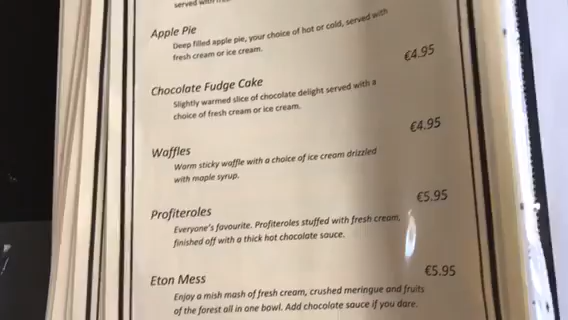 served with
Apple Pie
Deep filled apple pie, your choice of hot or cold, served with
fresh cream or ice cream.
€4.95
Chocolate Fudge Cake
Slightly warmed slice of chocolate delight served with a
choice of fresh cream or ice cream.
€4.95
Waffles
Warm sticky waffle with a choice of ice cream drizzled
with maple syrup.
€5.95
Profiteroles
Everyone's favourite. Profiteroles stuffed with fresh cream,
finished off with a thick hot chocolate sauce.
€5.95
Eton Mess
Enjoy a mish mash of fresh cream, crushed meringue and fruits
of the forest all in one bowl. Add chocolate sauce if you dare.